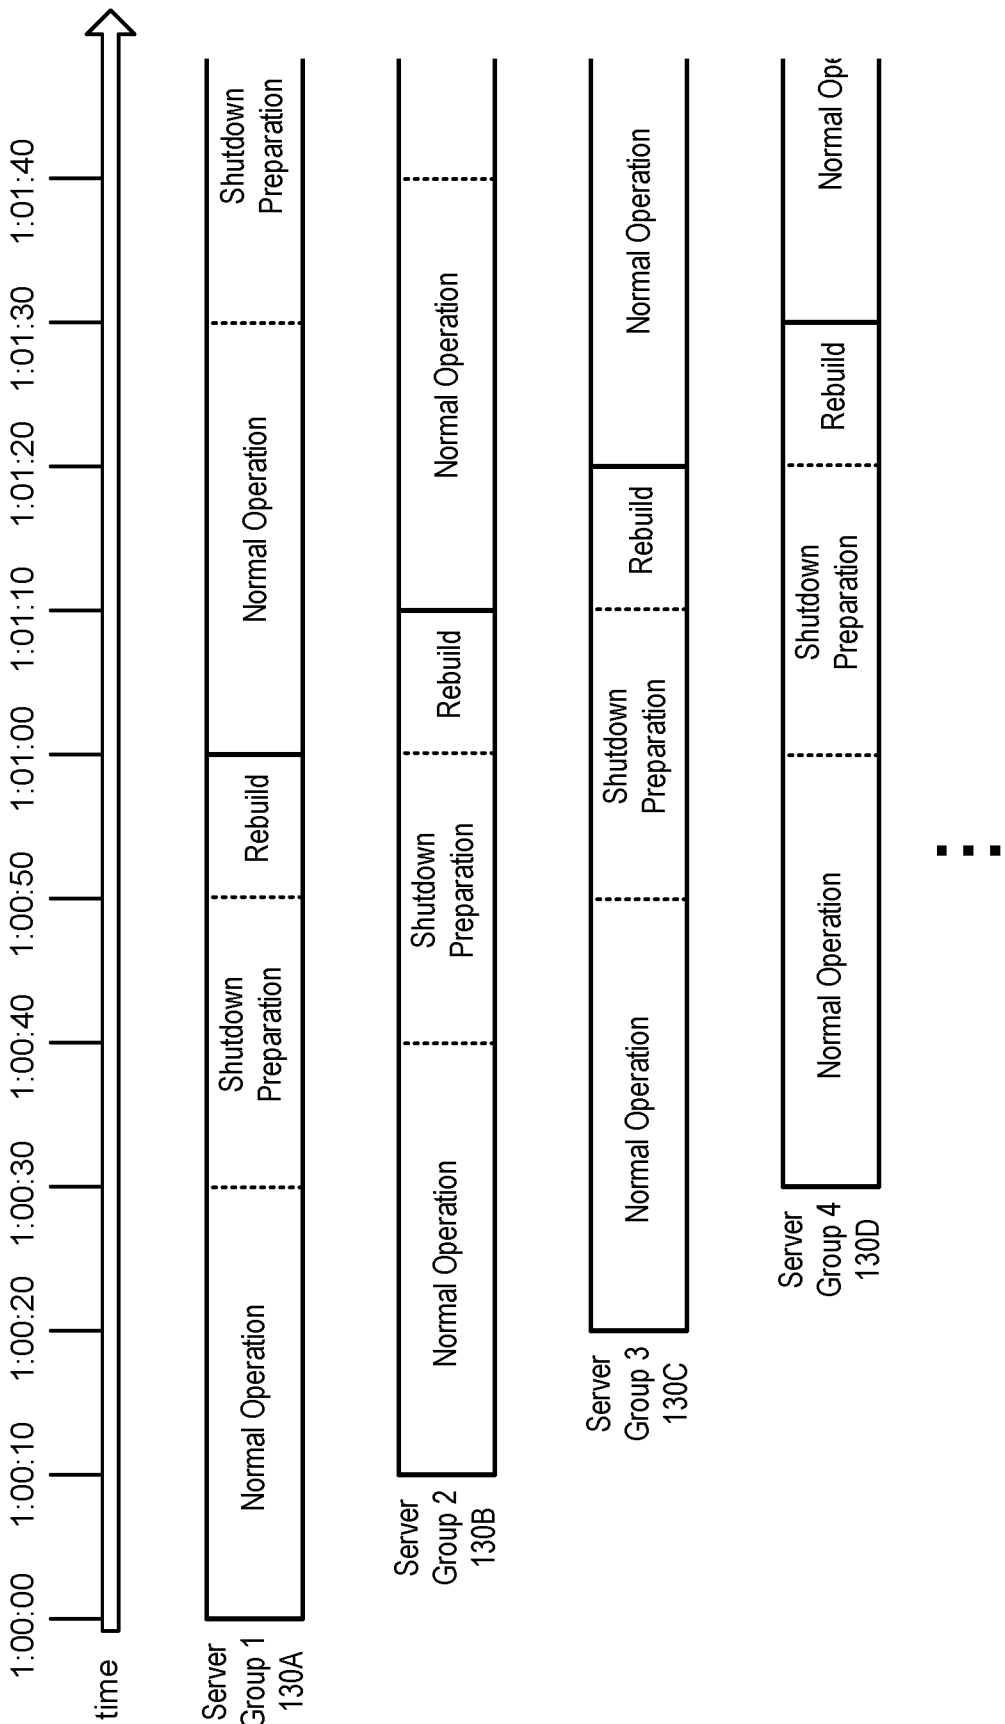 time
1:00:00
1:00:10
1:00:20
1:00:30
1:00:40
1:00:50
1:01:00
1:01:10
1:01:20
1:01:30
1:01:40
Server
Group 1
130A
Normal Operation
Shutdown
Preparation
Rebuild
Normal Operation
Shutdown
Preparation
Server
Group 2
130B
Normal Operation
Shutdown
Preparation
Rebuild
Normal Operation
Server
Group 3
130C
Normal Operation
Shutdown
Preparation
Rebuild
Normal Operation
Server
Group 4
130D
Normal Operation
Shutdown
Preparation
Rebuild
Normal Ope